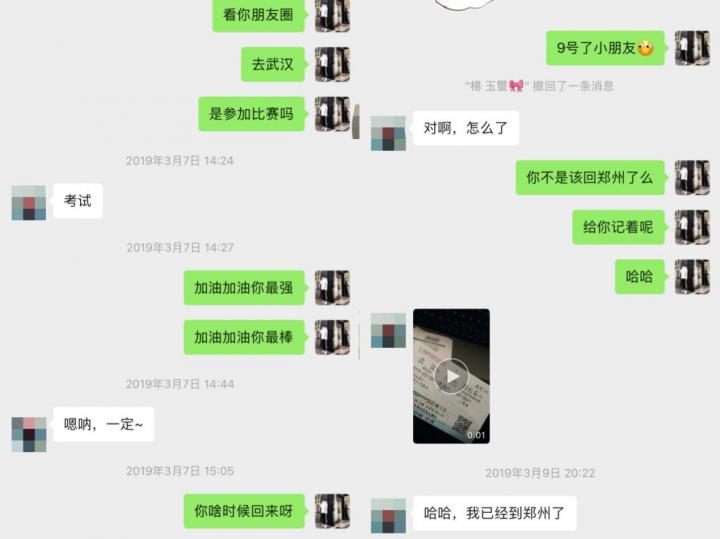 看你朋友圈
去武汉
是参加比赛吗
2019年3月7日 14:24
考试
2019年3月7日 14:27
加油加油你最强
加油加油你最棒
2019年3月7日 14:44
嗯呐，一定~
2019年3月7日 15:05
你啥时候回来呀
9号了小朋友
"楊 玉璽🎀" 撤回了一条消息
对啊，怎么了
你不是该回郑州了么
给你记着呢
哈哈
0:01
2019年3月9日 20:22
哈哈，我已经到郑州了